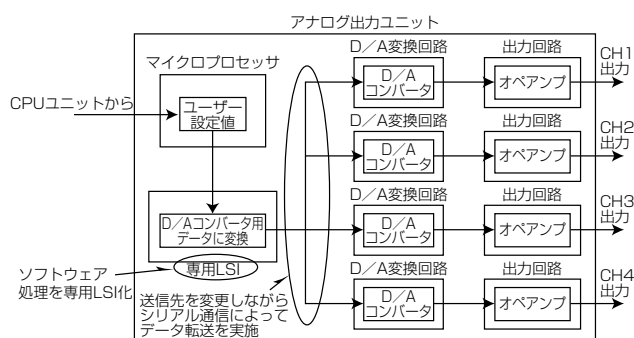 アナログ出力ユニット
マイクロプロセッサ
CPUユニットから
ユーザー
設定値
D/Aコンバータ用
データに変換
専用LSI
ソフトウェア
処理を専用LSI化
送信先を変更しながら
シリアル通信によって
データ転送を実施
D/A変換回路
D/A
コンバータ
出力回路
オペアンプ
CH1
出力
D/A変換回路
D/A
コンバータ
出力回路
オペアンプ
CH2
出力
D/A変換回路
D/A
コンバータ
出力回路
オペアンプ
CH3
出力
D/A変換回路
D/A
コンバータ
出力回路
オペアンプ
CH4
出力